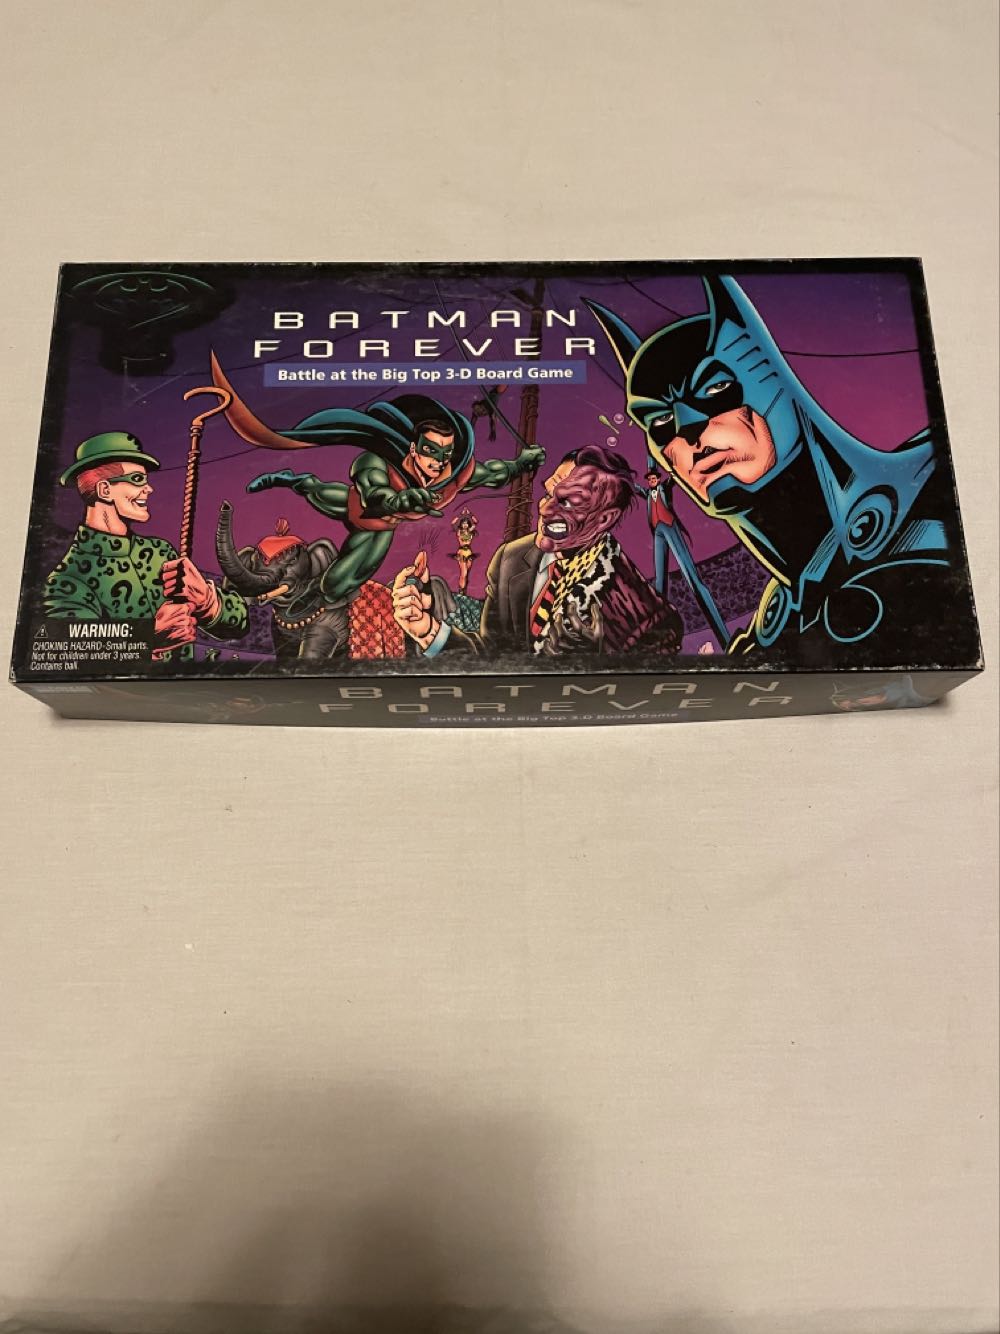 BATMAN
FOREVER
Battle at the Big Top 3-D Board Game
WARNING:
CHOKING HAZARD-Small parts.
Not for children under 3 years.
Contains ball.
BATMAN
FOREVER
Battle at the Big Top 3-D Board Game